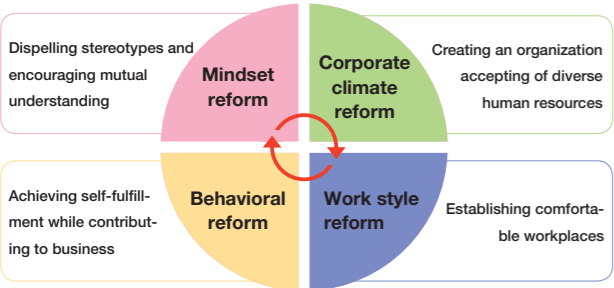 Dispelling stereotypes and
encouraging mutual
understanding
Mindset
reform
Corporate
climate
reform
Creating an organization
accepting of diverse
human resources
Achieving self-fulfill-
ment while contribut-
ing to business
Behavioral
reform
Work style
reform
Establishing comforta-
ble workplaces